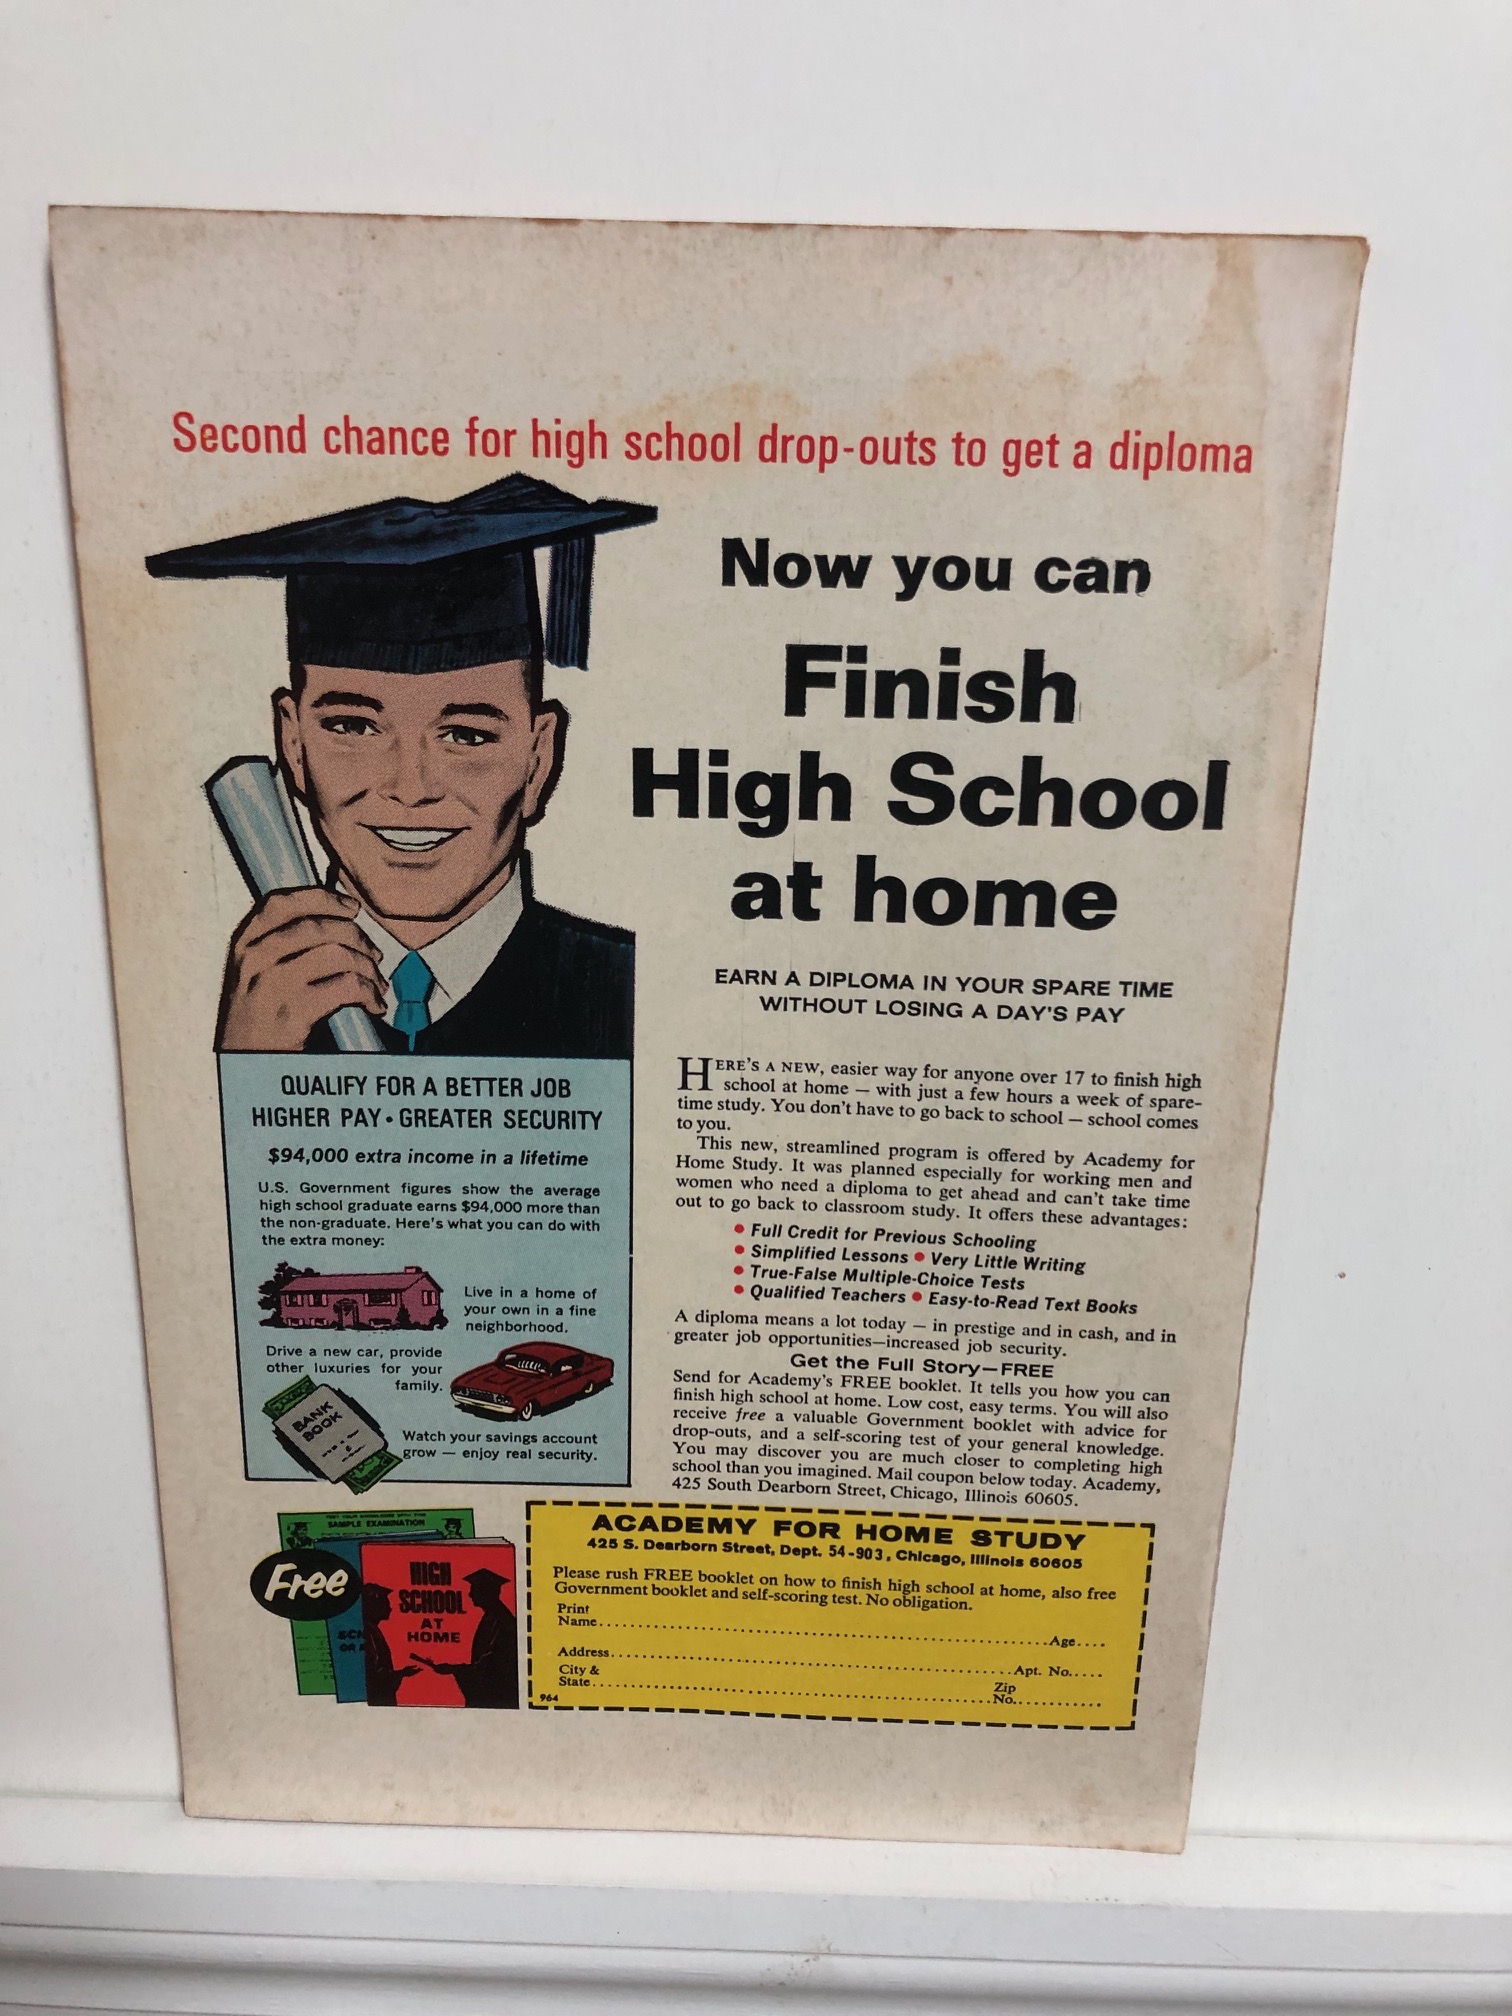 Second chance for high school drop-outs to get a diploma
Now you can
Finish
High School
at home
EARN A DIPLOMA IN YOUR SPARE TIME
WITHOUT LOSING A DAY'S PAY
QUALIFY FOR A BETTER JOB
HIGHER PAY • GREATER SECURITY
$94,000 extra income in a lifetime
U.S. Government figures show the average
high school graduate earns $94,000 more than
the non-graduate. Here's what you can do with
the extra money:
Live in a home of
your own in a fine
neighborhood.
Drive a new car, provide
other luxuries for your
family.
BANK
BOOK
Watch your savings account
grow — enjoy real security.
HERE'S A NEW, easier way for anyone over 17 to finish high
school at home — with just a few hours a week of spare-
time study. You don't have to go back to school — school comes
to you.
This new, streamlined program is offered by Academy for
Home Study. It was planned especially for working men and
women who need a diploma to get ahead and can't take time
out to go back to classroom study. It offers these advantages:
• Full Credit for Previous Schooling
• Simplified Lessons • Very Little Writing
• True-False Multiple-Choice Tests
• Qualified Teachers • Easy-to-Read Text Books
A diploma means a lot today — in prestige and in cash, and in
greater job opportunities—increased job security.
Get the Full Story—FREE
Send for Academy's FREE booklet. It tells you how you can
finish high school at home. Low cost, easy terms. You will also
receive free a valuable Government booklet with advice for
drop-outs, and a self-scoring test of your general knowledge.
You may discover you are much closer to completing high
school than you imagined. Mail coupon below today. Academy,
425 South Dearborn Street, Chicago, Illinois 60605.
SAMPLE EXAMINATION
Free
HIGH
SCHOOL
AT
HOME
ACADEMY FOR HOME STUDY
425 S. Dearborn Street, Dept. 54-903, Chicago, Illinois 60605
Please rush FREE booklet on how to finish high school at home, also free
Government booklet and self-scoring test. No obligation.
Print
Name........Age....
Address........Apt. No.....
City &
State........Zip
No............
964